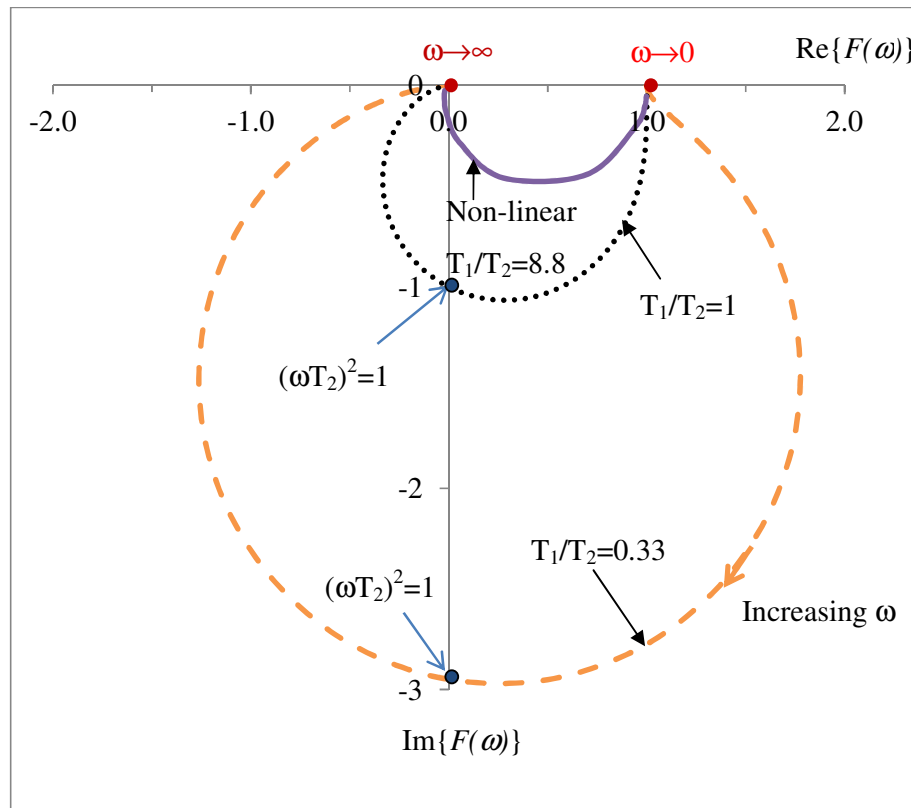 Re{F(ω)}
ω→∞
ω→0
0
-2.0
-1.0
0.0
1.0
2.0
Non-linear
T₁/T₂=8.8
-1
T₁/T₂=1
(ωT₂)²=1
-2
T₁/T₂=0.33
(ωT₂)²=1
Increasing ω
-3
Im{F(ω)}